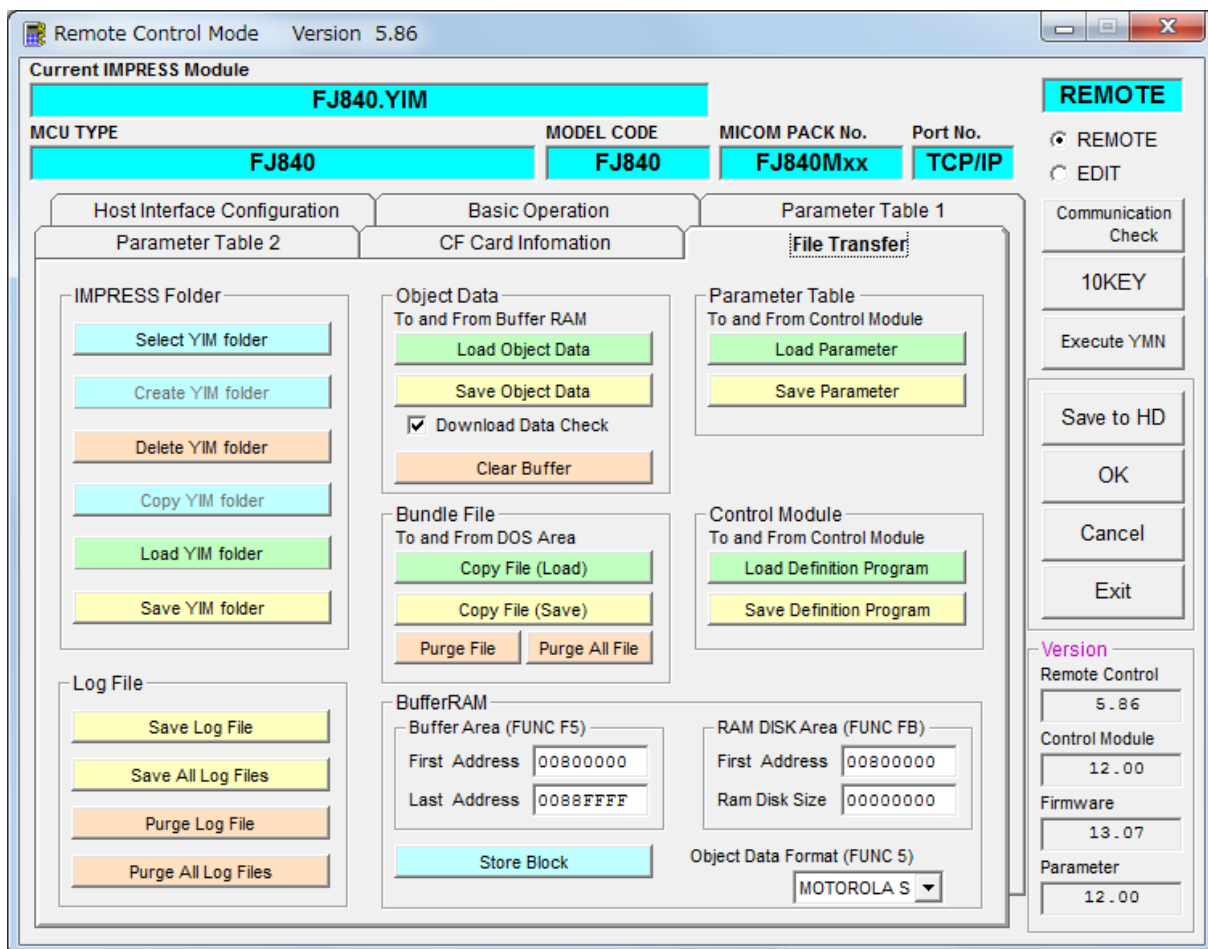 Remote Control Mode Version 5.86
Current IMPRESS Module
FJ840.YIM
MCU TYPE
MODEL CODE
MICOM PACK No.
Port No.
FJ840
FJ840
FJ840Mxx
TCP/IP
REMOTE
REMOTE
EDIT
Communication
Check
10KEY
Execute YMN
Save to HD
OK
Cancel
Exit
Version
Remote Control
5.86
Control Module
12.00
Firmware
13.07
Parameter
12.00
Host Interface Configuration
Basic Operation
Parameter Table 1
Parameter Table 2
CF Card Infomation
File Transfer
IMPRESS Folder
Select YIM folder
Create YIM folder
Delete YIM folder
Copy YIM folder
Load YIM folder
Save YIM folder
Log File
Save Log File
Save All Log Files
Purge Log File
Purge All Log Files
Object Data
To and From Buffer RAM
Load Object Data
Save Object Data
Download Data Check
Clear Buffer
Bundle File
To and From DOS Area
Copy File (Load)
Copy File (Save)
Purge File
Purge All File
Parameter Table
To and From Control Module
Load Parameter
Save Parameter
Control Module
To and From Control Module
Load Definition Program
Save Definition Program
BufferRAM
Buffer Area (FUNC F5)
First Address 00800000
Last Address 0088FFFF
RAM DISK Area (FUNC FB)
First Address 00800000
Ram Disk Size 00000000
Store Block
Object Data Format (FUNC 5)
MOTOROLA S